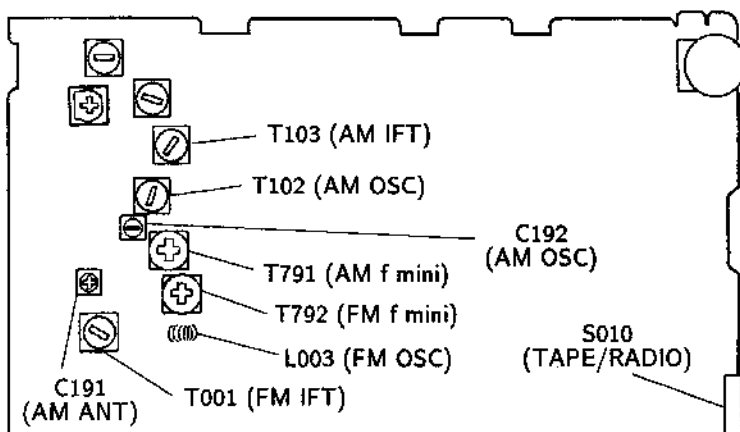 T103 (AM IFT)
T102 (AM OSC)
C192
(AM OSC)
T791 (AM f mini)
T792 (FM f mini)
L003 (FM OSC)
S010
(TAPE/RADIO)
C191
(AM ANT)
T001 (FM IFT)